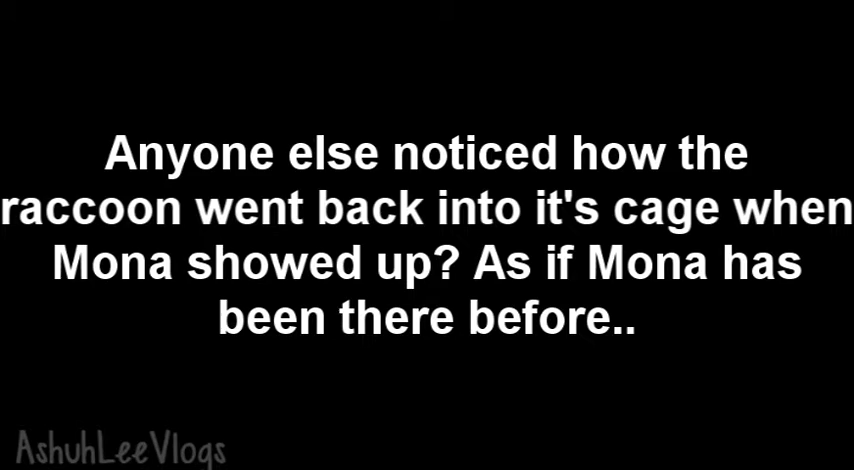 Anyone else noticed how the
raccoon went back into it's cage when
Mona showed up? As if Mona has
been there before..
AshuhLeeVlogs